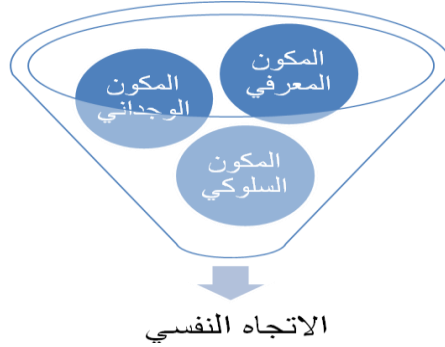 المكون
المعرفي
المكون
الوجداني
المكون
السلوكي
الاتجاه النفسي